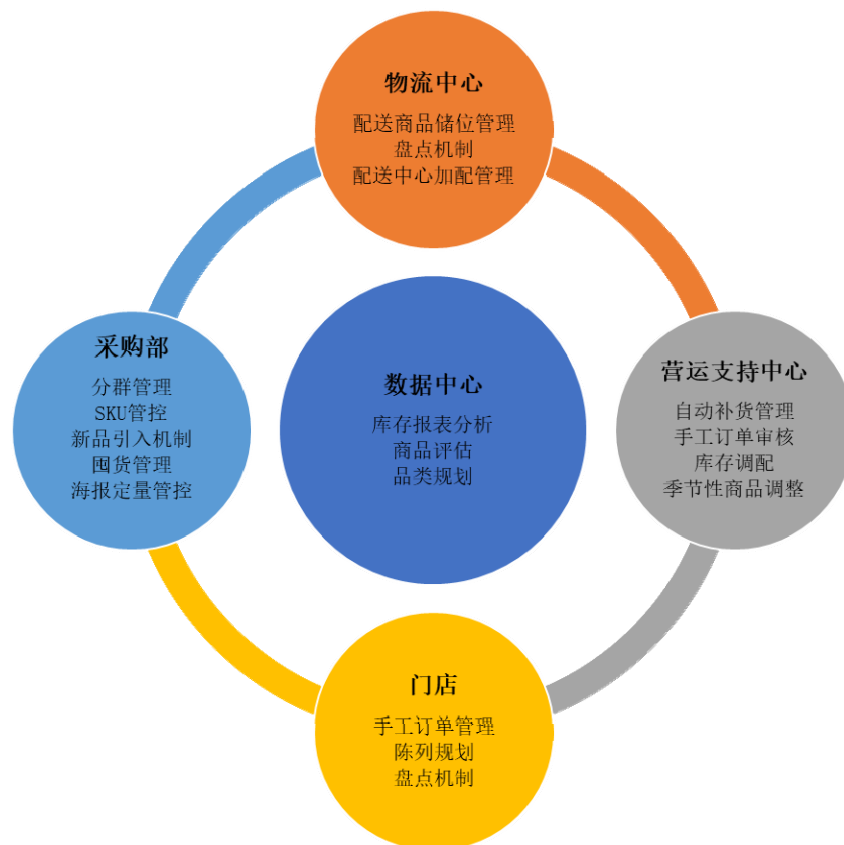 物流中心
配送商品储位管理
盘点机制
配送中心加配管理
采购部
分群管理
SKU管控
新品引入机制
囤货管理
海报定量管控
数据中心
库存报表分析
商品评估
品类规划
营运支持中心
自动补货管理
手工订单审核
库存调配
季节性商品调整
门店
手工订单管理
陈列规划
盘点机制